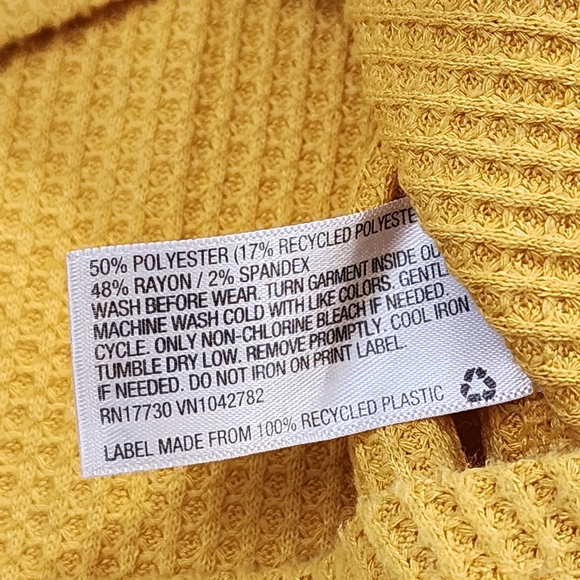 50% POLYESTER (17% RECYCLED POLYESTE
48% RAYON / 2% SPANDEX
WASH BEFORE WEAR. TURN GARMENT INSIDE OU
MACHINE WASH COLD WITH LIKE COLORS. GENTL
CYCLE. ONLY NON-CHLORINE BLEACH IF NEEDED.
TUMBLE DRY LOW. REMOVE PROMPTLY. COOL IRON
IF NEEDED. DO NOT IRON ON PRINT LABEL.
RN17730 VN1042782
LABEL MADE FROM 100% RECYCLED PLASTIC